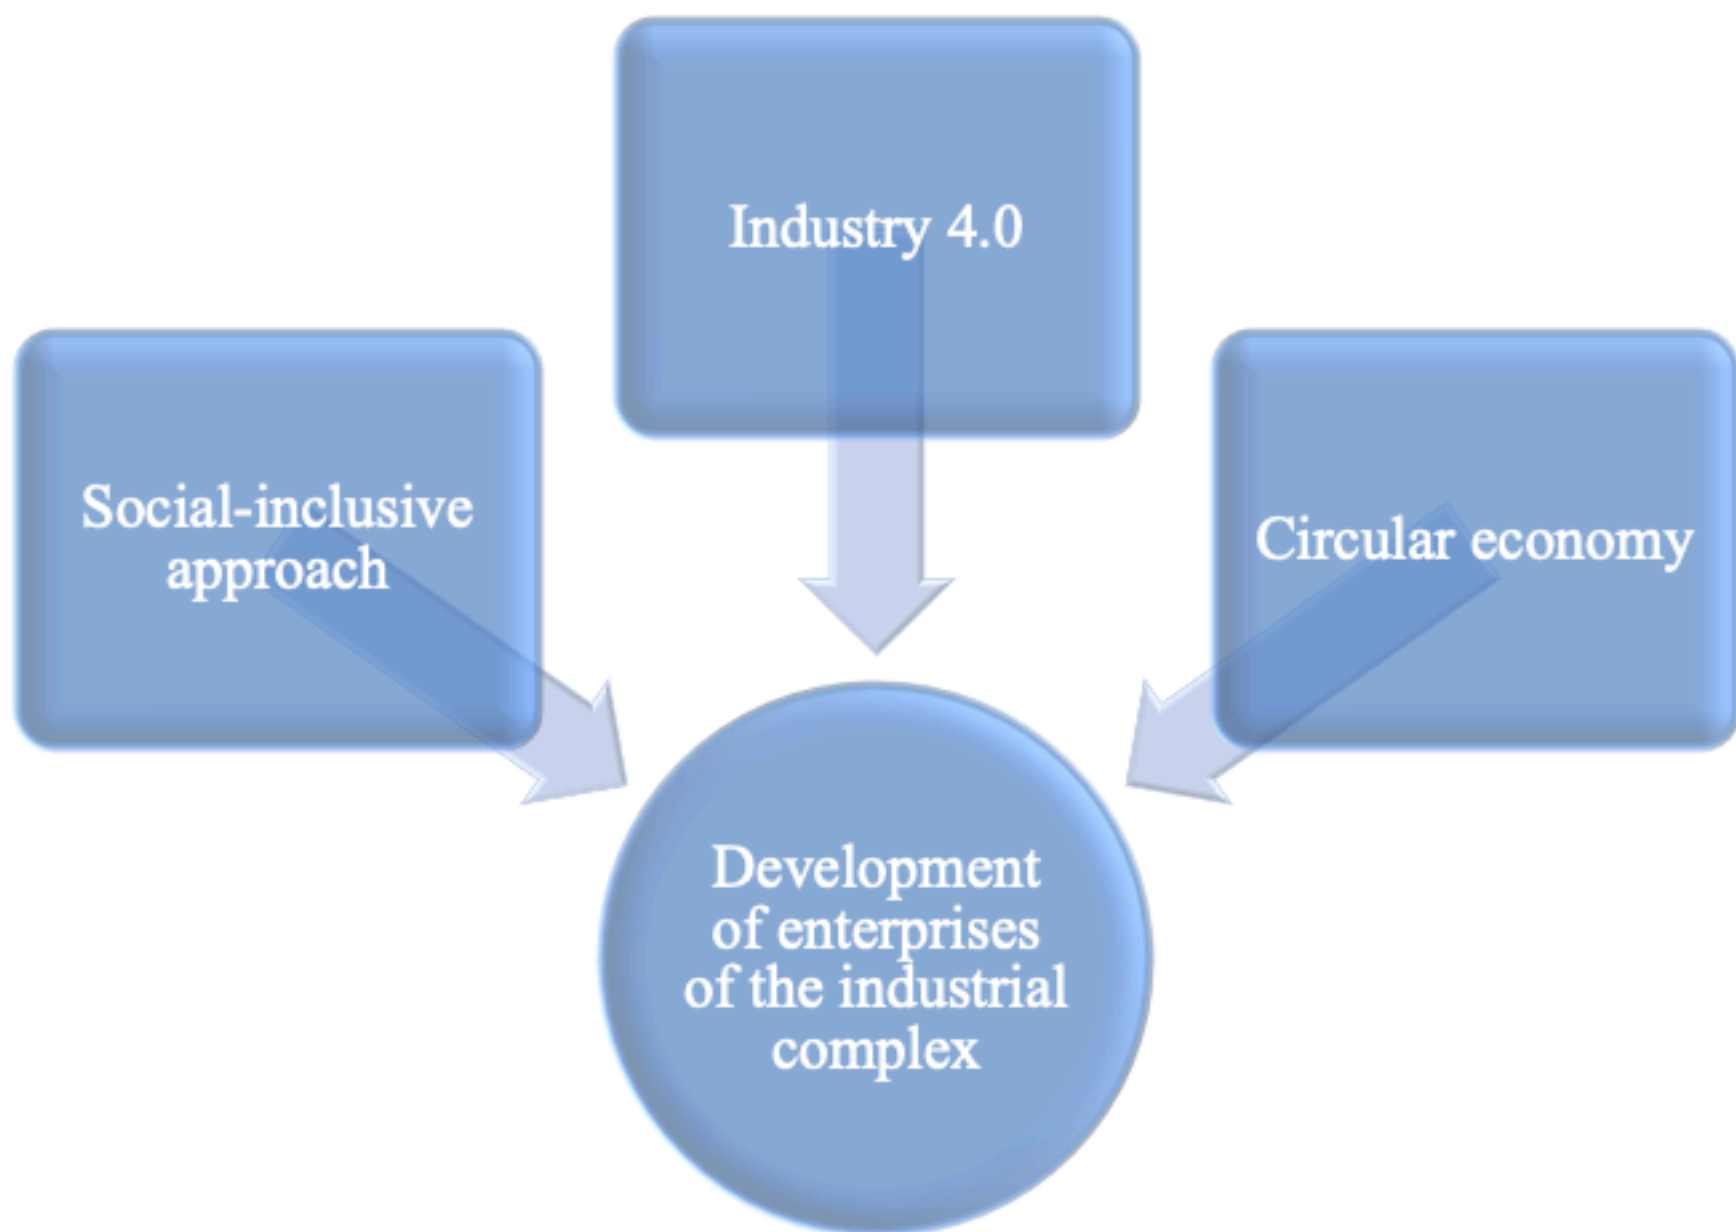 Industry 4.0
Social-inclusive
approach
Circular economy
Development
of enterprises
of the industrial
complex